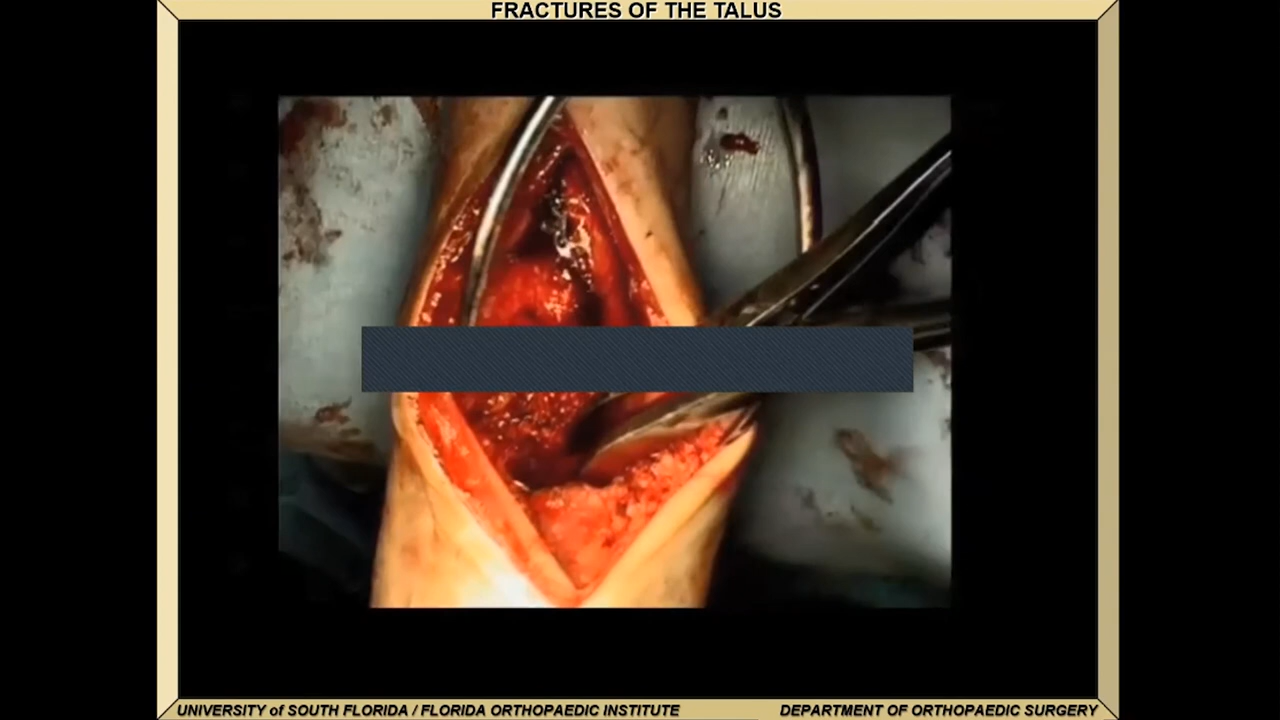 FRACTURES OF THE TALUS
UNIVERSITY of SOUTH FLORIDA / FLORIDA ORTHOPAEDIC INSTITUTE
DEPARTMENT OF ORTHOPAEDIC SURGERY